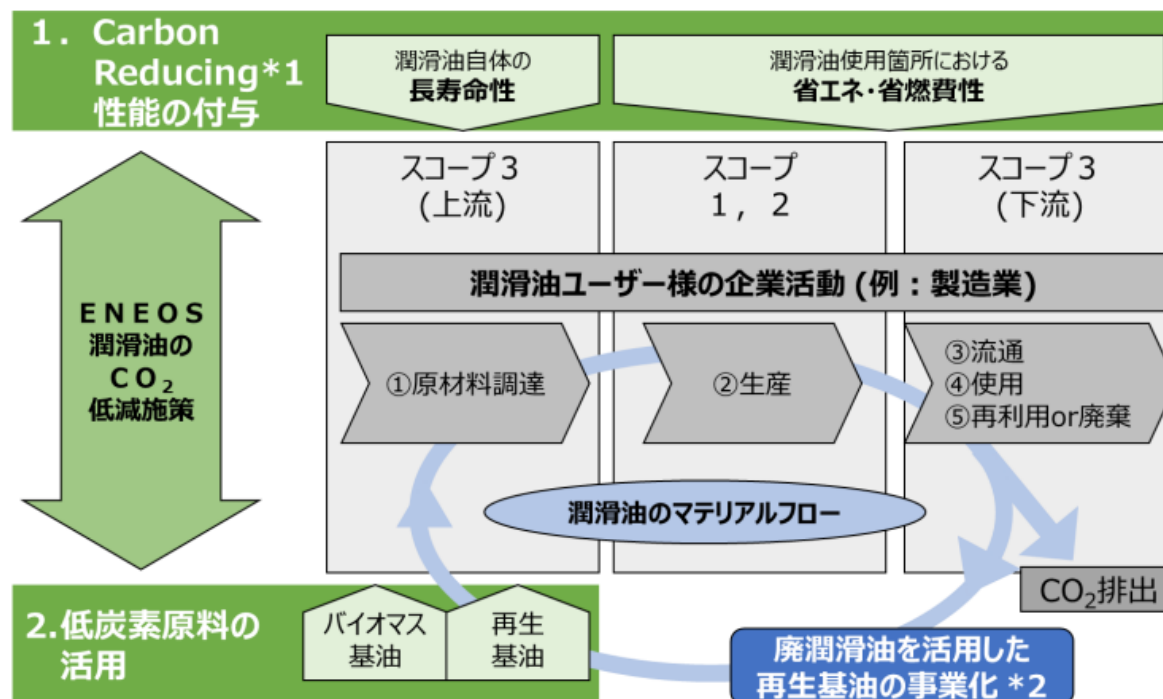 1. Carbon
Reducing*1
性能の付与
潤滑油自体の
長寿命性
潤滑油使用箇所における
省エネ・省燃費性
スコープ3
(上流)
スコープ
1, 2
スコープ3
(下流)
潤滑油ユーザー様の企業活動 (例:製造業)
ENEOS
潤滑油の
CO₂
低減施策
①原材料調達
②生産
③流通
④使用
⑤再利用or廃棄
潤滑油のマテリアルフロー
CO₂排出
2.低炭素原料の
活用
バイオマス
基油
再生
基油
廃潤滑油を活用した
再生基油の事業化 *2